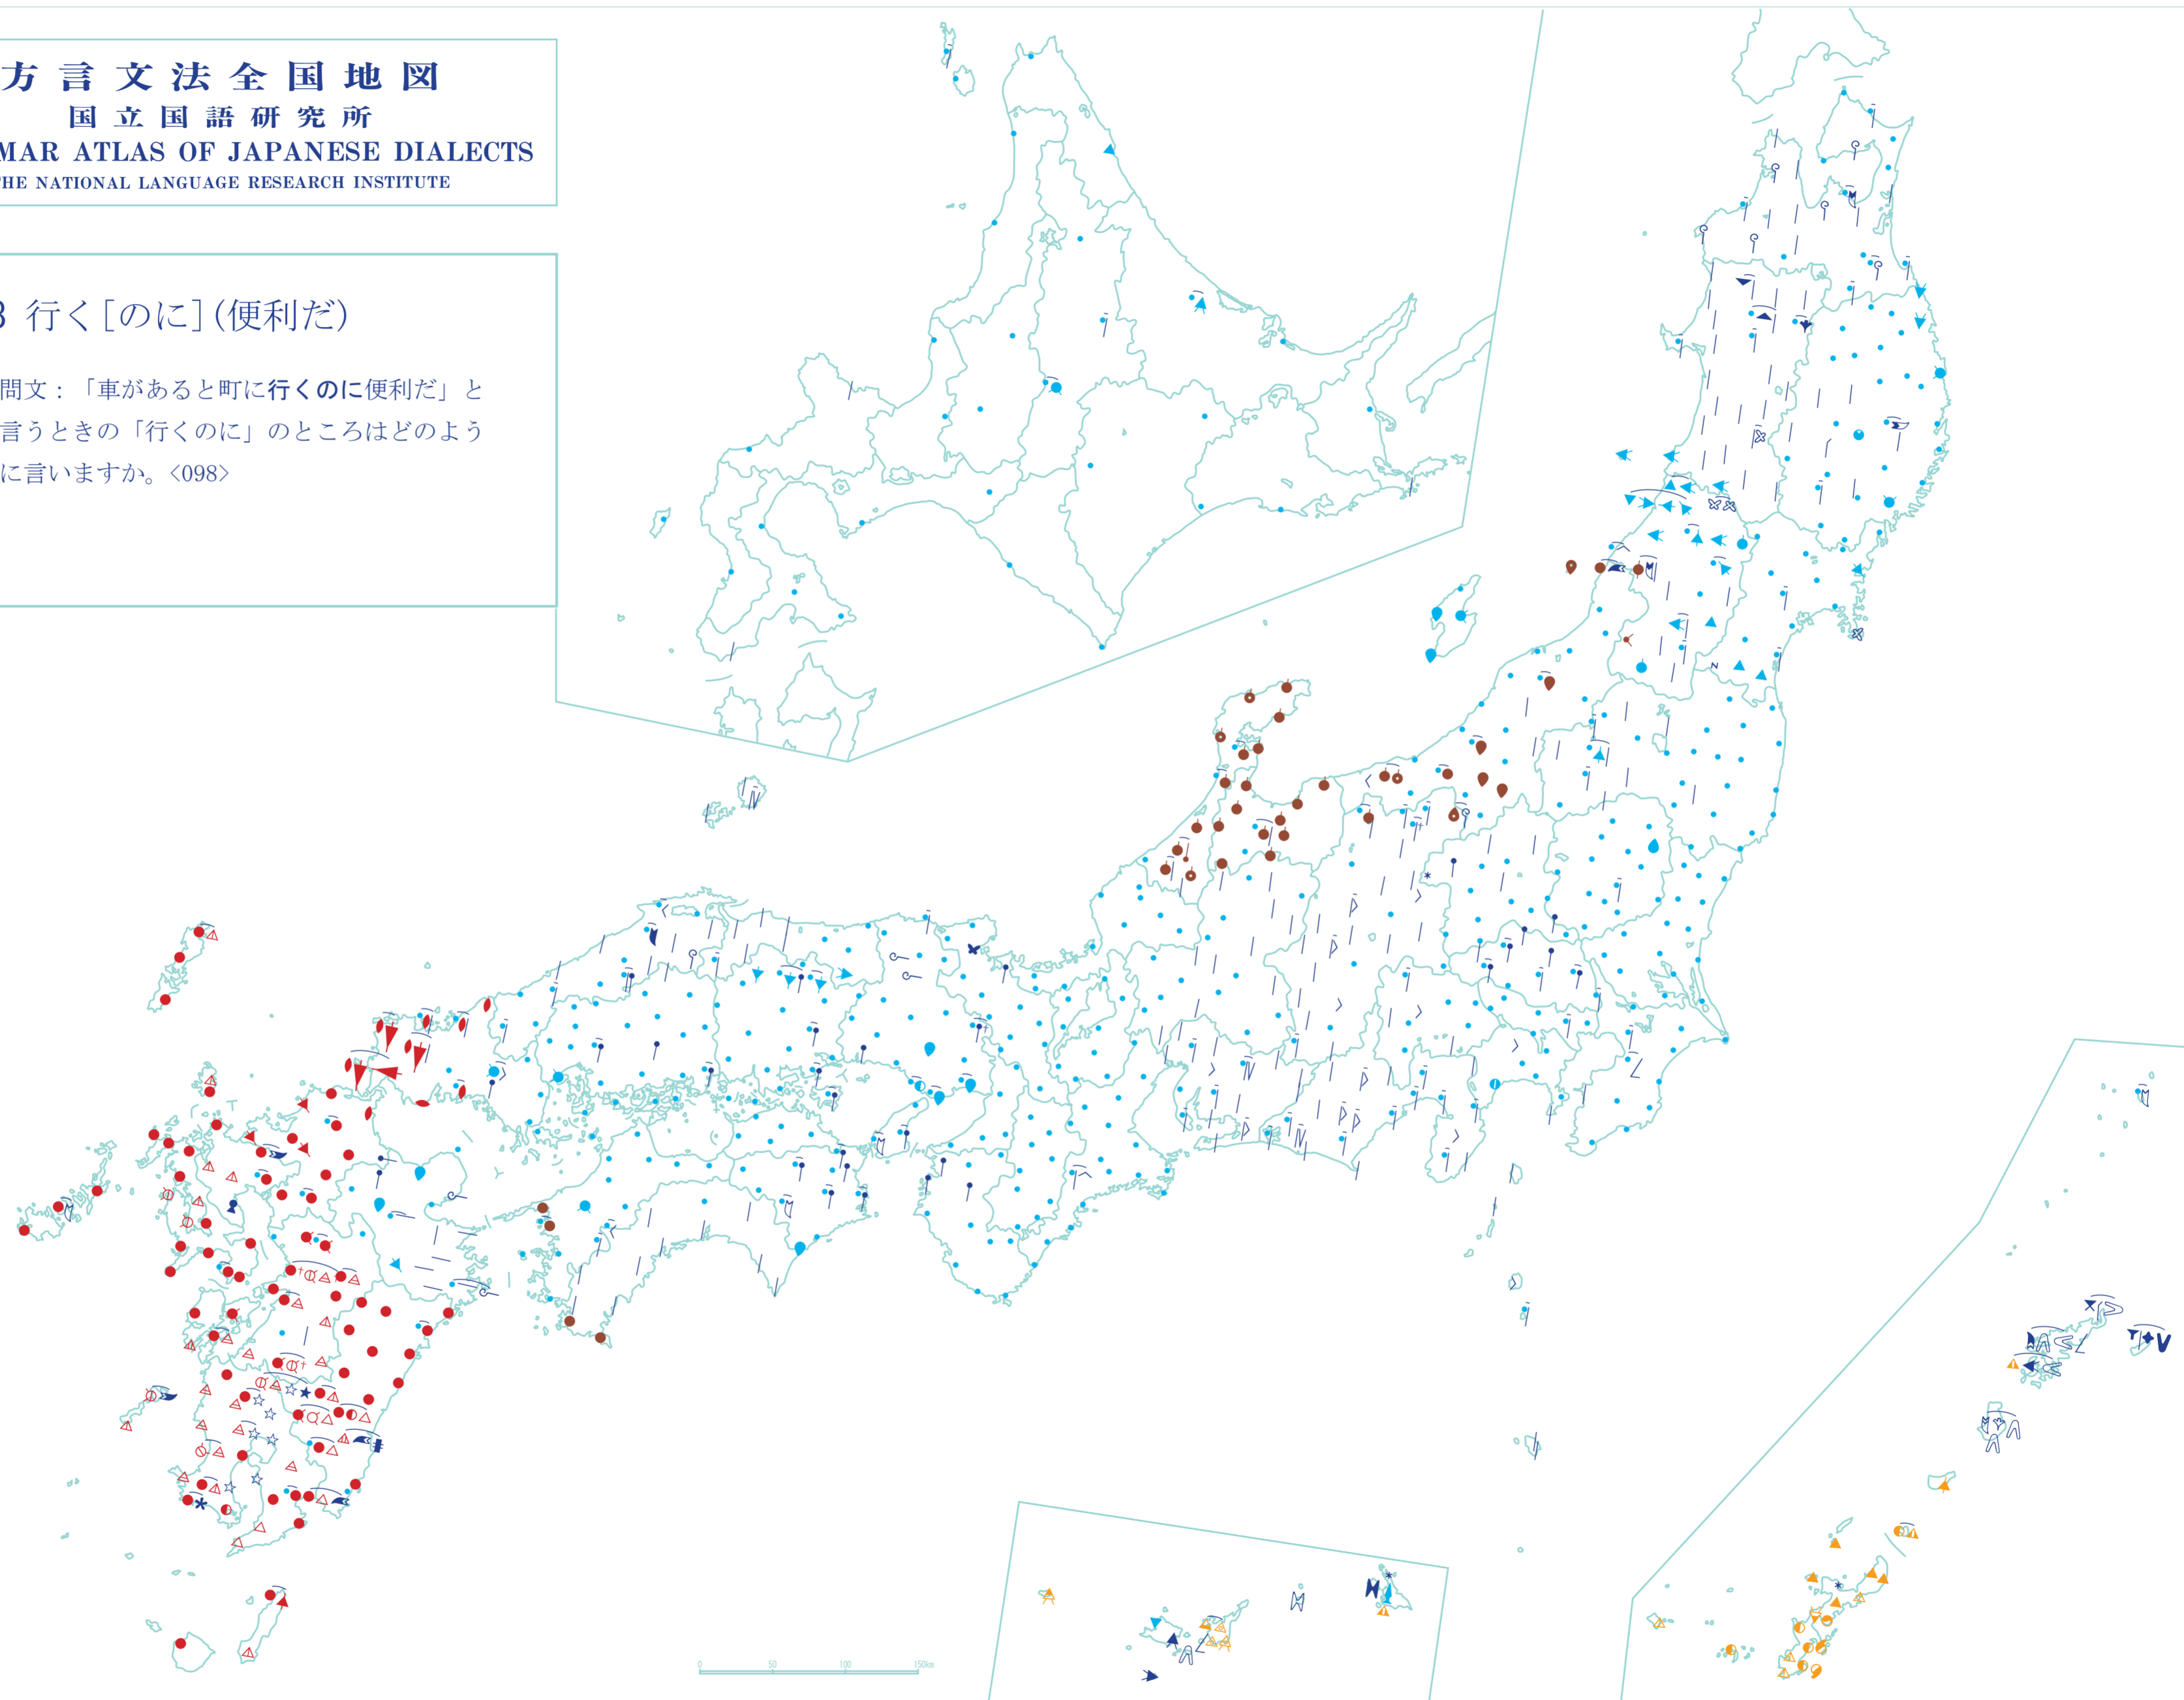 方言文法全国地図
国立国語研究所
MAR ATLAS OF JAPANESE DIALECTS
HE NATIONAL LANGUAGE RESEARCH INSTITUTE
行く[のに](便利だ)
問文：「車があると町に行くのに便利だ」と
言うときの「行くのに」のところはどのよう
に言いますか。<098>
0 50 100 150km